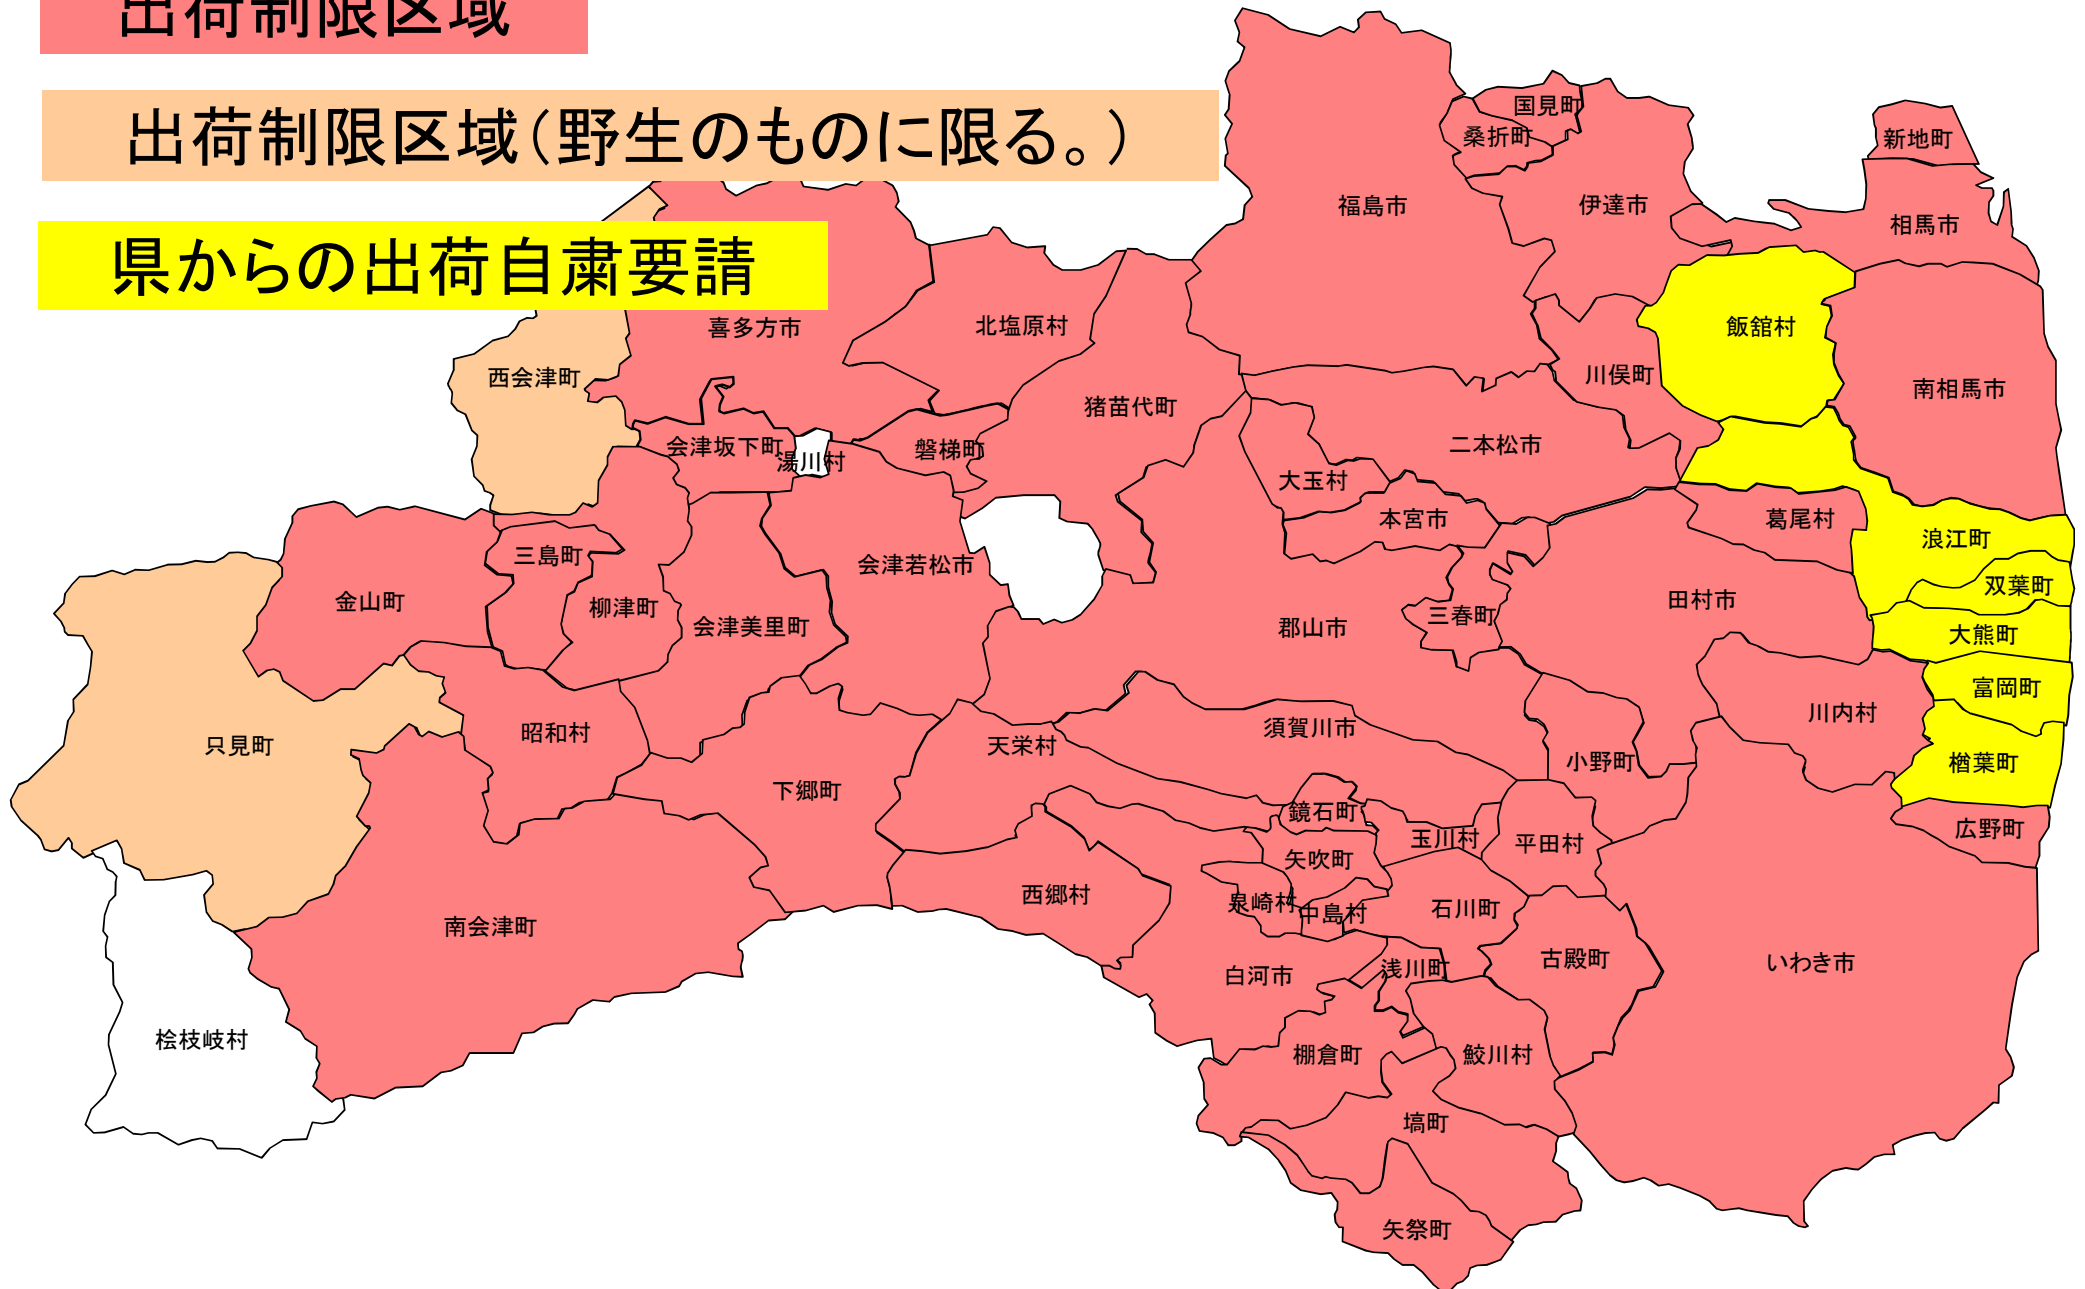 出荷制限区域
出荷制限区域（野生のものに限る。）
県からの出荷自粛要請
国見町
桑折町
新地町
福島市
伊達市
相馬市
喜多方市
北塩原村
飯舘村
西会津町
川俣町
南相馬市
猪苗代町
会津坂下町
湯川村
磐梯町
二本松市
大玉村
本宮市
葛尾村
浪江町
三島町
会津若松市
双葉町
金山町
柳津町
会津美里町
郡山市
三春町
田村市
大熊町
富岡町
川内村
只見町
昭和村
天栄村
須賀川市
小野町
楢葉町
下郷町
鏡石町
玉川村
平田村
広野町
矢吹町
西郷村
泉崎村
中島村
石川町
南会津町
白河市
浅川町
古殿町
いわき市
桧枝岐村
棚倉町
鮫川村
塙町
矢祭町